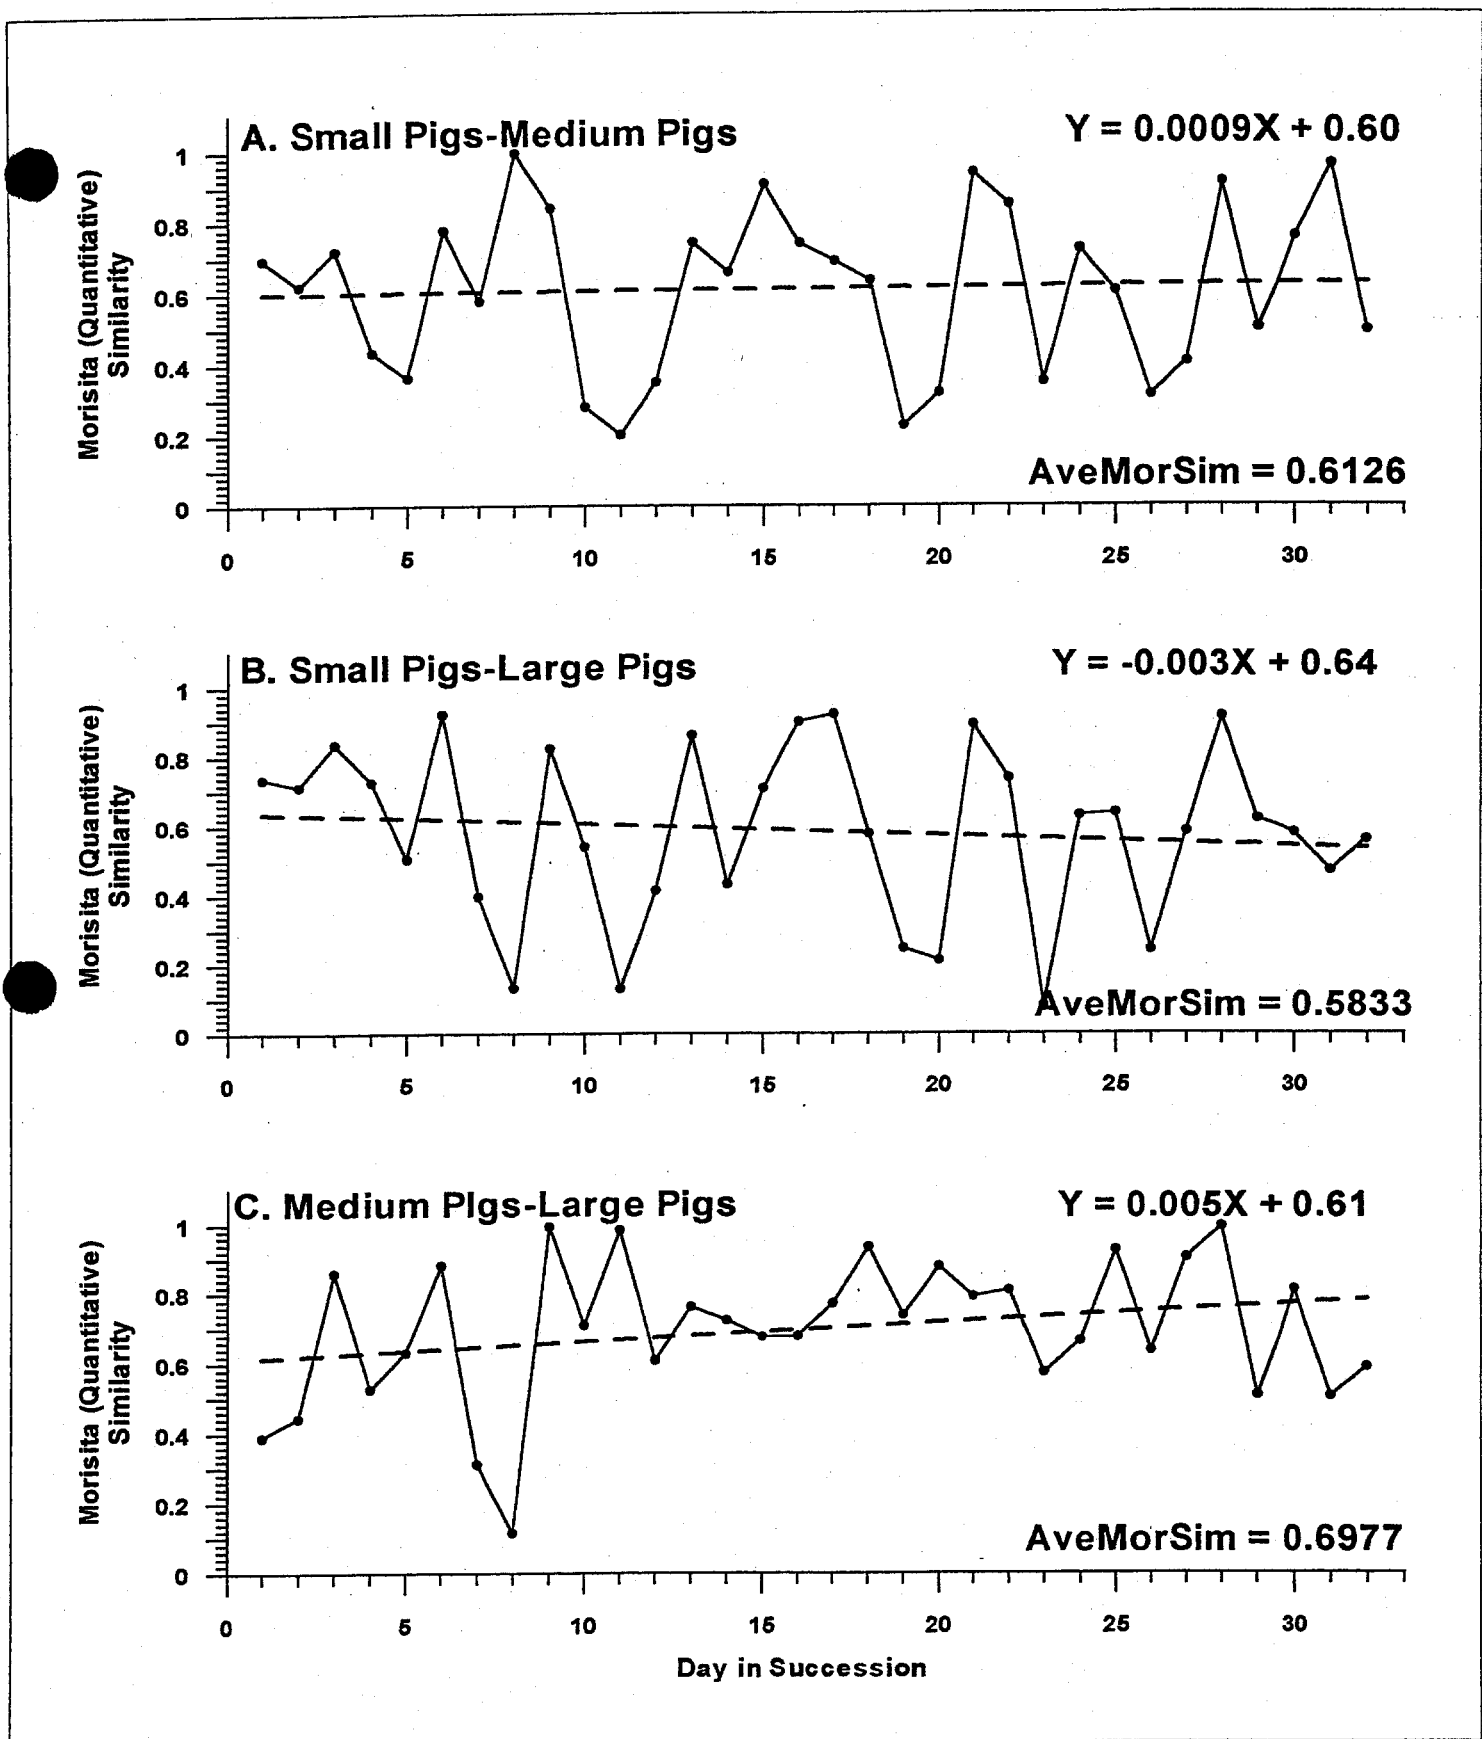 A. Small Pigs-Medium Pigs
Y = 0.0009X + 0.60
Morisita (Quantitative)
Similarity
1
0.8
0.6
0.4
0.2
0
AveMorSim = 0.6126
0 5 10 15 20 25 30
B. Small Pigs-Large Pigs
Y = -0.003X + 0.64
Morisita (Quantitative)
Similarity
1
0.8
0.6
0.4
0.2
0
AveMorSim = 0.5833
0 5 10 15 20 25 30
C. Medium PIgs-Large Pigs
Y = 0.005X + 0.61
Morisita (Quantitative)
Similarity
1
0.8
0.6
0.4
0.2
0
AveMorSim = 0.6977
0 5 10 15 20 25 30
Day in Succession